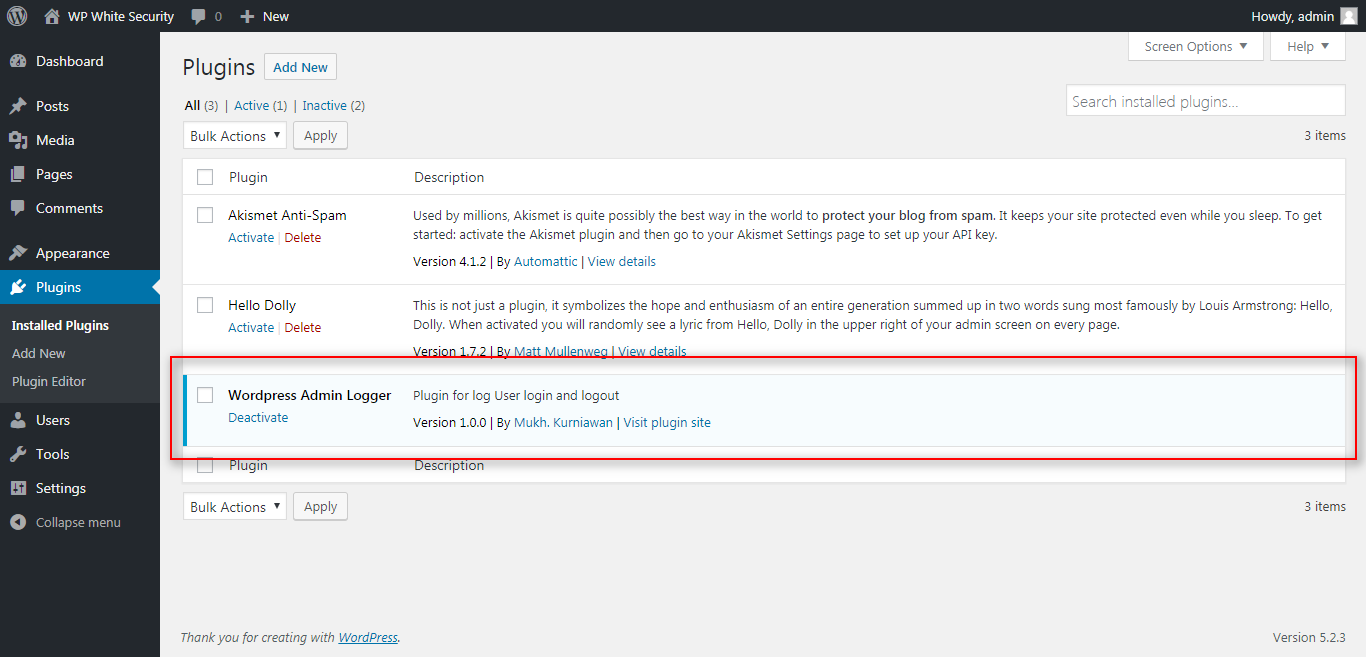 WP White Security 0 New Howdy, admin
Screen Options Help
Dashboard
Posts
Media
Pages
Comments
Appearance
Plugins
Installed Plugins
Add New
Plugin Editor
Users
Tools
Settings
Collapse menu
Plugins Add New
All (3) | Active (1) | Inactive (2)
Search installed plugins...
Bulk Actions Apply 3 items
Plugin Description
Akismet Anti-Spam
Activate | Delete
Used by millions, Akismet is quite possibly the best way in the world to protect your blog from spam. It keeps your site protected even while you sleep. To get
started: activate the Akismet plugin and then go to your Akismet Settings page to set up your API key.
Version 4.1.2 | By Automattic | View details
Hello Dolly
Activate | Delete
This is not just a plugin, it symbolizes the hope and enthusiasm of an entire generation summed up in two words sung most famously by Louis Armstrong: Hello,
Dolly. When activated you will randomly see a lyric from Hello, Dolly in the upper right of your admin screen on every page.
Version 1.7.2 | By Matt Mullenweg | View details
Wordpress Admin Logger
Deactivate
Plugin for log User login and logout
Version 1.0.0 | By Mukh. Kurniawan | Visit plugin site
Plugin Description
Bulk Actions Apply 3 items
Thank you for creating with WordPress. Version 5.2.3